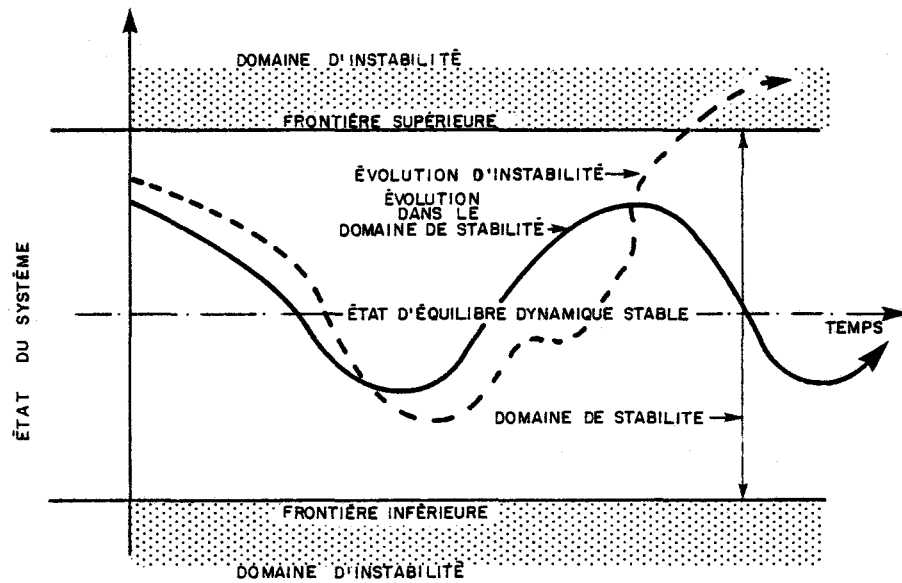 DOMAINE D'INSTABILITÉ
FRONTIÈRE SUPÉRIEURE
ÉVOLUTION D'INSTABILITÉ
ÉVOLUTION
DANS LE
DOMAINE DE STABILITÉ
ÉTAT D'ÉQUILIBRE DYNAMIQUE STABLE
TEMPS
ÉTAT DU SYSTÈME
DOMAINE DE STABILITÉ
FRONTIÈRE INFÉRIEURE
DOMAINE D'INSTABILITÉ